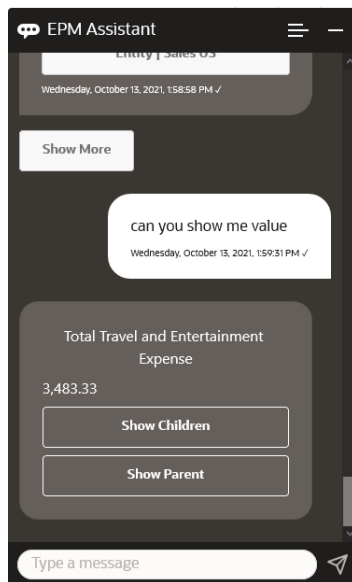 EPM Assistant
Entity | Sales US
Wednesday, October 13, 2021, 1:58:58 PM ✓
Show More
can you show me value
Wednesday, October 13, 2021, 1:59:31 PM ✓
Total Travel and Entertainment
Expense
3,483.33
Show Children
Show Parent
Type a message